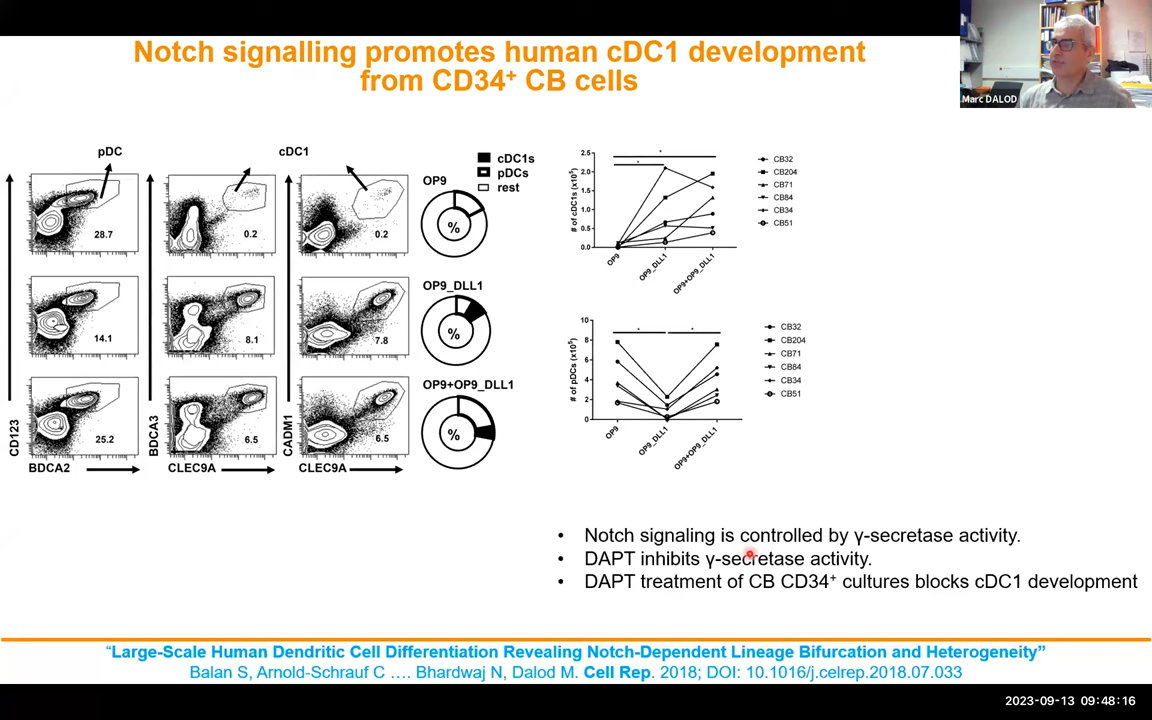 Notch signalling promotes human cDC1 development
from CD34⁺ CB cells
Marc DALOD
pDC
cDC1
cDC1s
pDCs
rest
OP9
%
28.7
0.2
0.2
OP9_DLL1
%
14.1
8.1
7.8
OP9+OP9_DLL1
%
25.2
6.5
6.5
CD123
BDCA3
CADM1
BDCA2
CLEC9A
CLEC9A
# of cDC1s (x10⁵)
2.5
2.0
1.5
1.0
0.5
0.0
OP9
OP9_DLL1
OP9+OP9_DLL1
*
*
CB32
CB204
CB71
CB84
CB34
CB51
# of pDCs (x10⁵)
10
8
6
4
2
0
OP9
OP9_DLL1
OP9+OP9_DLL1
*
*
CB32
CB204
CB71
CB84
CB34
CB51
• Notch signaling is controlled by γ-secretase activity.
• DAPT inhibits γ-secretase activity.
• DAPT treatment of CB CD34⁺ cultures blocks cDC1 development
“Large-Scale Human Dendritic Cell Differentiation Revealing Notch-Dependent Lineage Bifurcation and Heterogeneity”
Balan S, Arnold-Schrauf C …. Bhardwaj N, Dalod M. Cell Rep. 2018; DOI: 10.1016/j.celrep.2018.07.033
2023-09-13 09:48:16